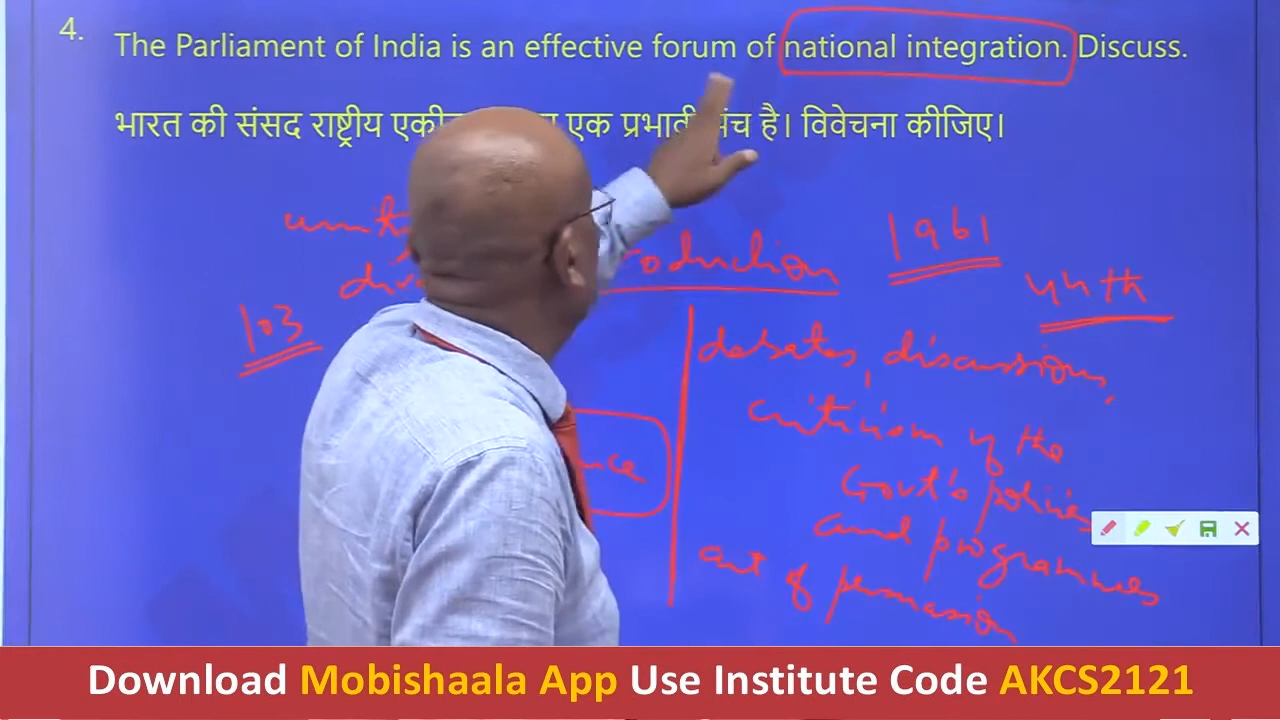 4.
The Parliament of India is an effective forum of national integration. Discuss.
भारत की संसद राष्ट्रीय एक प्रभावी है। विवेचना कीजिए।
1961
44th
103
debates, discussions,
criticism of the
Govt's policies
and programmes
art of persuasion
Download Mobishaala App Use Institute Code AKCS2121